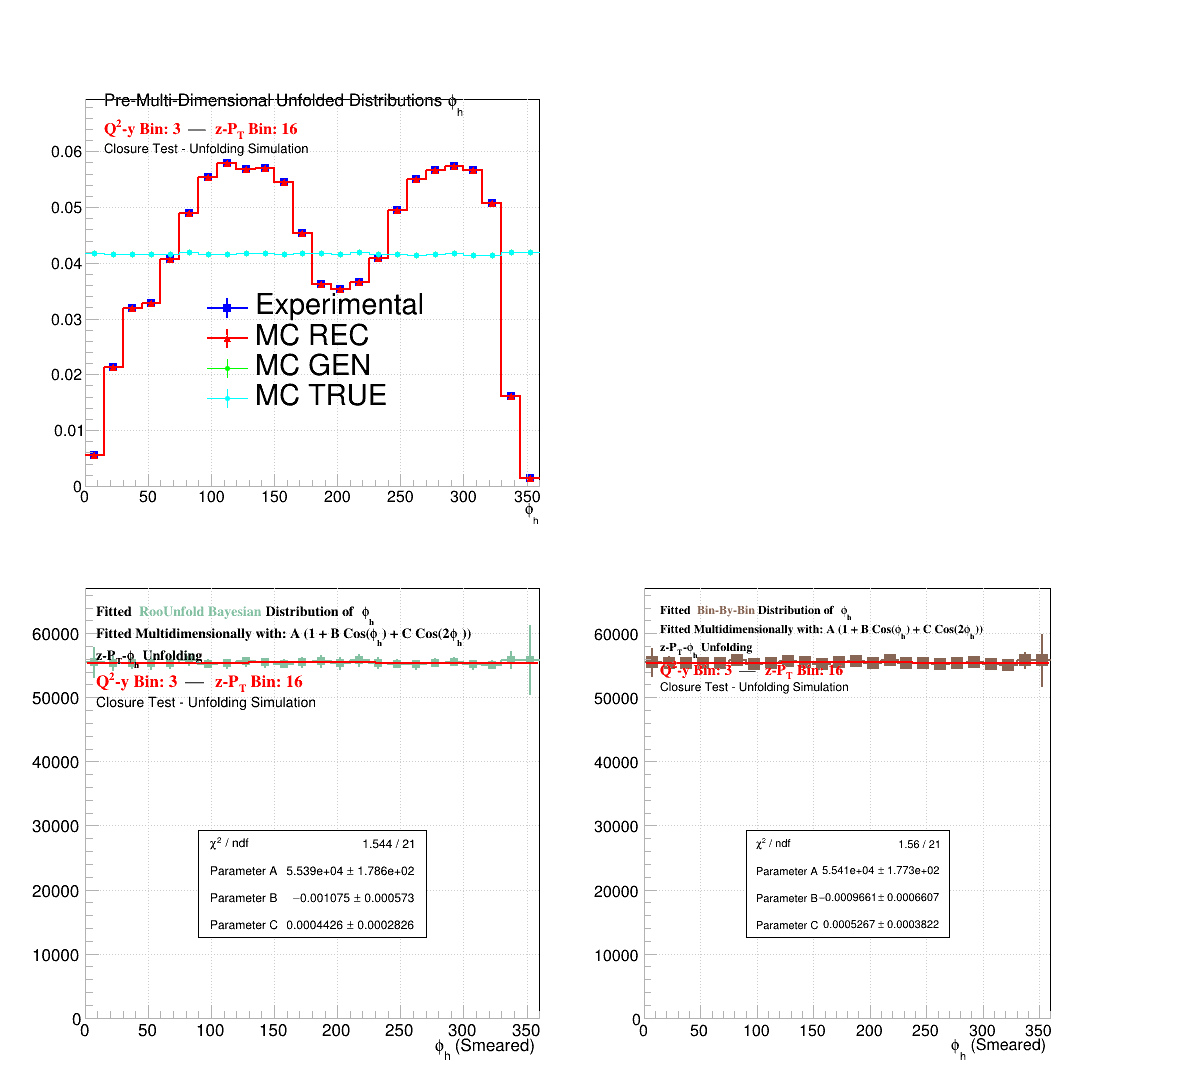 Pre-Multi-Dimensional Unfolded Distributions ϕh
Q2-y Bin: 3 — z-PT Bin: 16
Closure Test - Unfolding Simulation
0.06
0.05
0.04
0.03
0.02
0.01
0
Experimental
MC REC
MC GEN
MC TRUE
0 50 100 150 200 250 300 350
ϕh
Fitted RooUnfold Bayesian Distribution of ϕh
Fitted Multidimensionally with: A (1 + B Cos(ϕh) + C Cos(2ϕh))
z-PT-ϕh Unfolding
Q2-y Bin: 3 — z-PT Bin: 16
Closure Test - Unfolding Simulation
60000
50000
40000
30000
20000
10000
0
χ2 / ndf 1.544 / 21
Parameter A 5.539e+04 ± 1.786e+02
Parameter B −0.001075 ± 0.000573
Parameter C 0.0004426 ± 0.0002826
0 50 100 150 200 250 300 350
ϕh (Smeared)
Fitted Bin-By-Bin Distribution of ϕh
Fitted Multidimensionally with: A (1 + B Cos(ϕh) + C Cos(2ϕh))
z-PT-ϕh Unfolding
Q2-y Bin: 3 — z-PT Bin: 16
Closure Test - Unfolding Simulation
60000
50000
40000
30000
20000
10000
0
χ2 / ndf 1.56 / 21
Parameter A 5.541e+04 ± 1.773e+02
Parameter B −0.0009661 ± 0.0006607
Parameter C 0.0005267 ± 0.0003822
0 50 100 150 200 250 300 350
ϕh (Smeared)